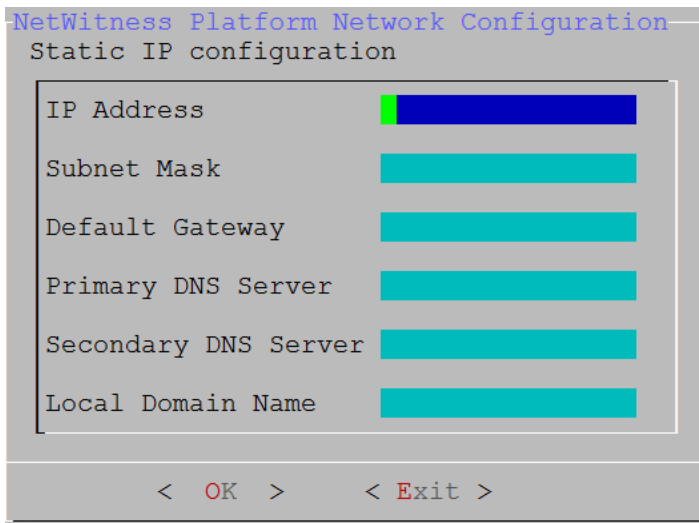 NetWitness Platform Network Configuration
Static IP configuration
IP Address
Subnet Mask
Default Gateway
Primary DNS Server
Secondary DNS Server
Local Domain Name
< OK > < Exit >